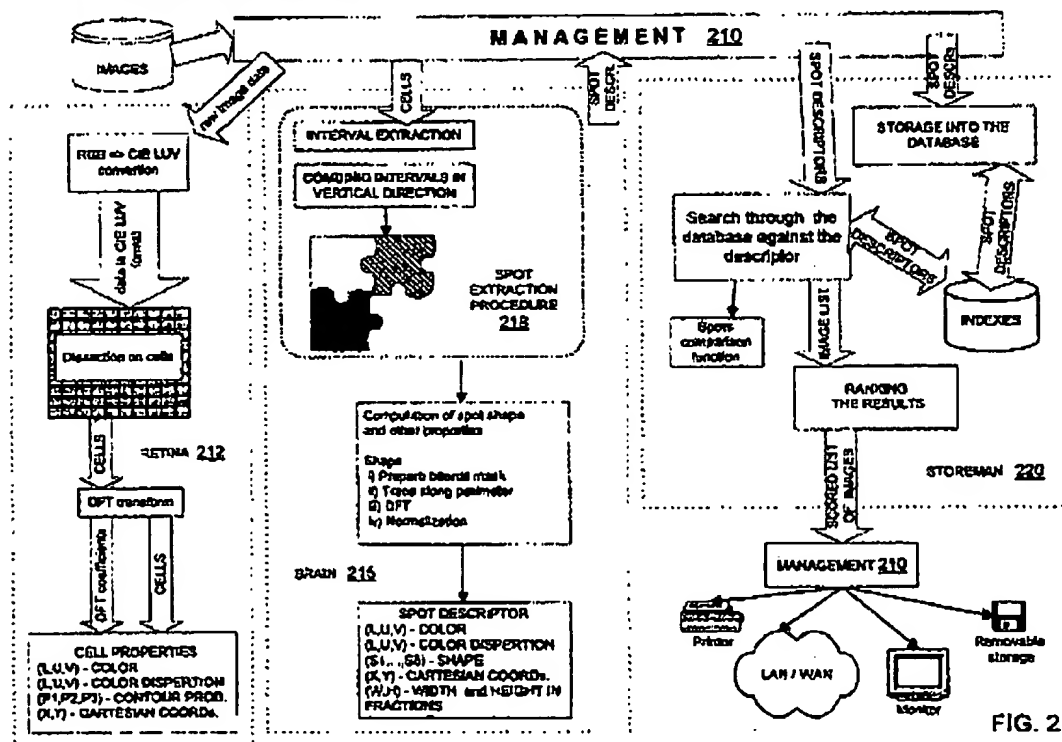 MANAGEMENT 210
IMAGES
raw image data
CELLS
SPOT
DESCR.
SPOT DESCRIPTORS
SPOT
DESCRS
RGB => CIE LUV
convertion
data in CIE LUV
format
Dissection on cells
CELLS
RETINA 212
DFT transform
DFT coefficients
CELLS
CELL PROPERTIES
(L,U,V) - COLOR
(L,U,V) - COLOR DISPERTION
(P1,P2,P3) - CONTOUR PROB.
(X,Y) - CARTESIAN COORDs.
INTERVAL EXTRACTION
COMBINING INTERVALS IN
VERTICAL DIRECTION
SPOT
EXTRACTION
PROCEDURE
218
Computation of spot shape
and other properties
Shape
i) Prepare mask
ii) Trace along perimeter
iii) DFT
iv) Normalization
BRAIN 216
SPOT DESCRIPTOR
(L,U,V) - COLOR
(L,U,V) - COLOR DISPERTION
(S1,..,S8) - SHAPE
(X,Y) - CARTESIAN COORDs.
(W,H) - WIDTH and HEIGHT IN
FRACTIONS
STORAGE INTO THE
DATABASE
Search through the
database against the
descriptor
SPOT
DESCRIPTORS
SPOT
DESCRIPTORS
INDEXES
Spots
comparison
function
IMAGE LIST
RANKING
THE RESULTS
SCORED LIST
OF IMAGES
STOREMAN 220
MANAGEMENT 210
Printer
LAN / WAN
Monitor
Removable
storage
FIG. 2